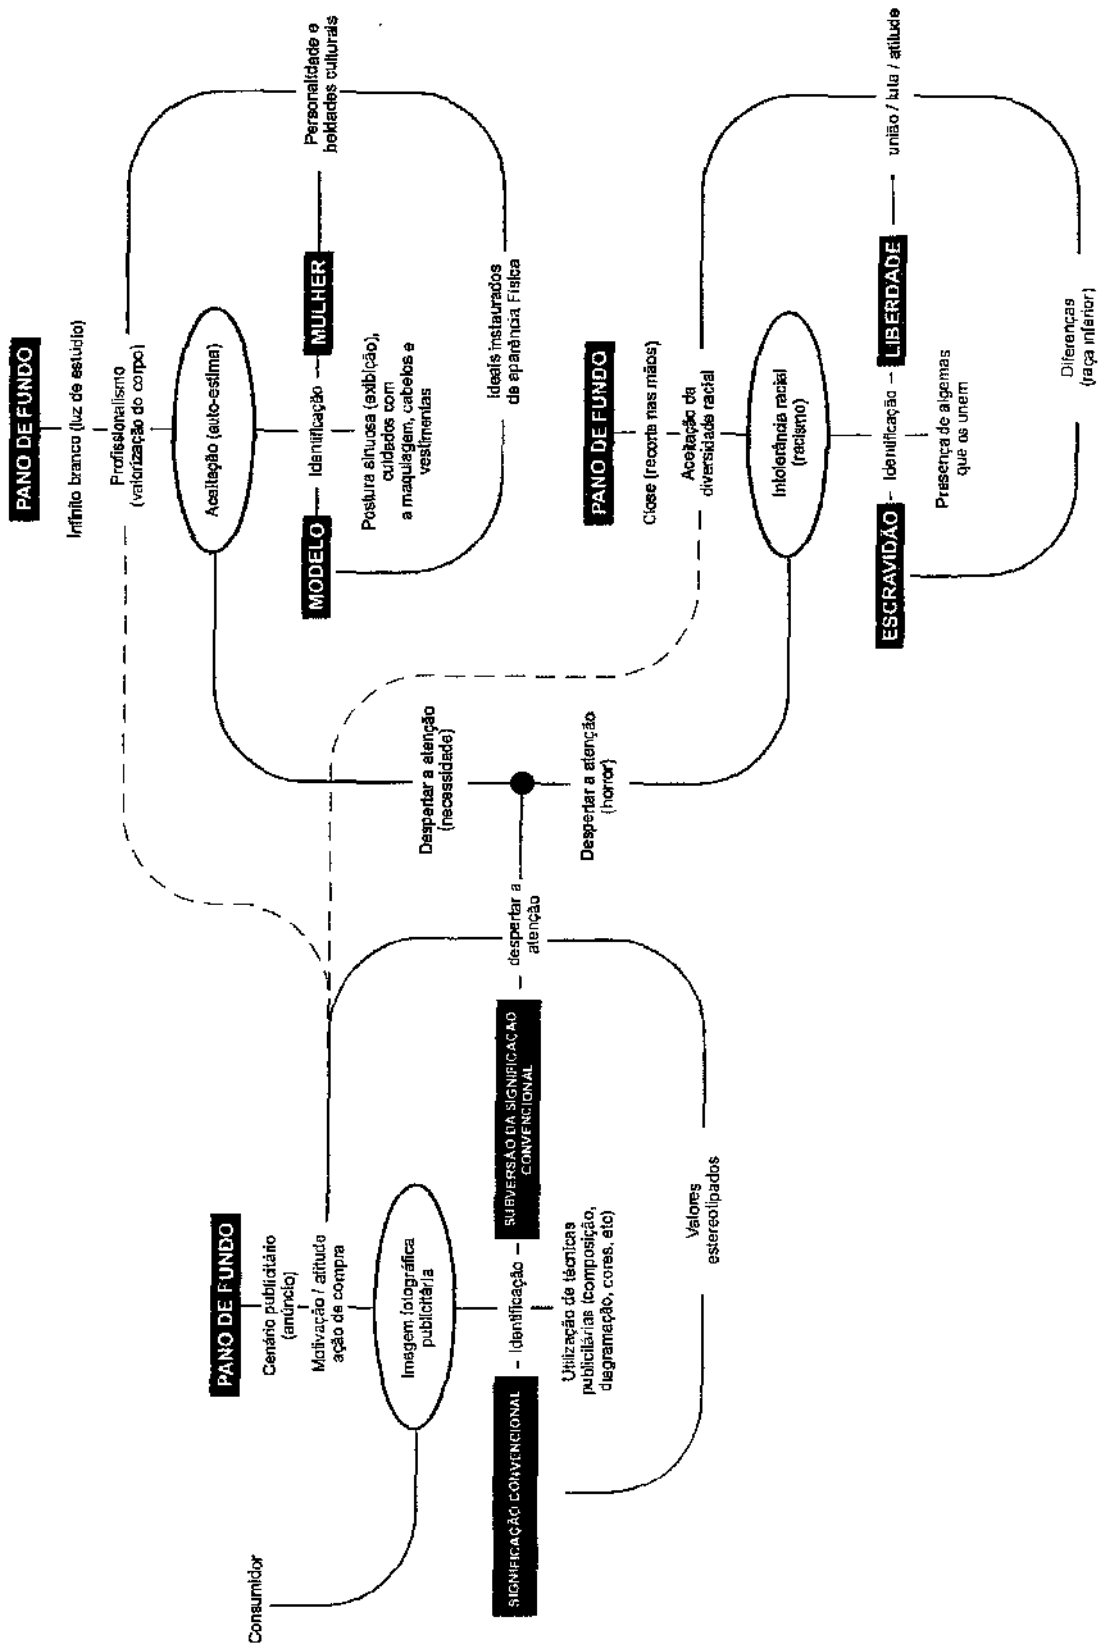 PANO DE FUNDO
Infinito branco (luz de estúdio)
Profissionalismo
(valorização do corpo)
Aceitação (auto-estima)
MODELO
Identificação
MULHER
Personalidade e
beldades culturais
Postura sinuosa (exibição),
cuidados com
a maquiagem, cabelos e
vestimentas
Ideais instaurados
de aparência Física
PANO DE FUNDO
Cenário publicitário
(anúncio)
Motivação / atitude
ação de compra
Consumidor
Imagem fotográfica
publicitária
SIGNIFICAÇÃO CONVENCIONAL
Identificação
SUBVERSÃO DA SIGNIFICAÇÃO
CONVENCIONAL
despertar a
atenção
Utilização de técnicas
publicitárias (composição,
diagramação, cores, etc)
Valores
estereotipados
Despertar a atenção
(necessidade)
Despertar a atenção
(horror)
PANO DE FUNDO
Close (recorte nas mãos)
Aceitação da
diversidade racial
Intolerância racial
(racismo)
ESCRAVIDÃO
Identificação
LIBERDADE
união / luta / atitude
Presença de algemas
que os unem
Diferenças
(raça inferior)